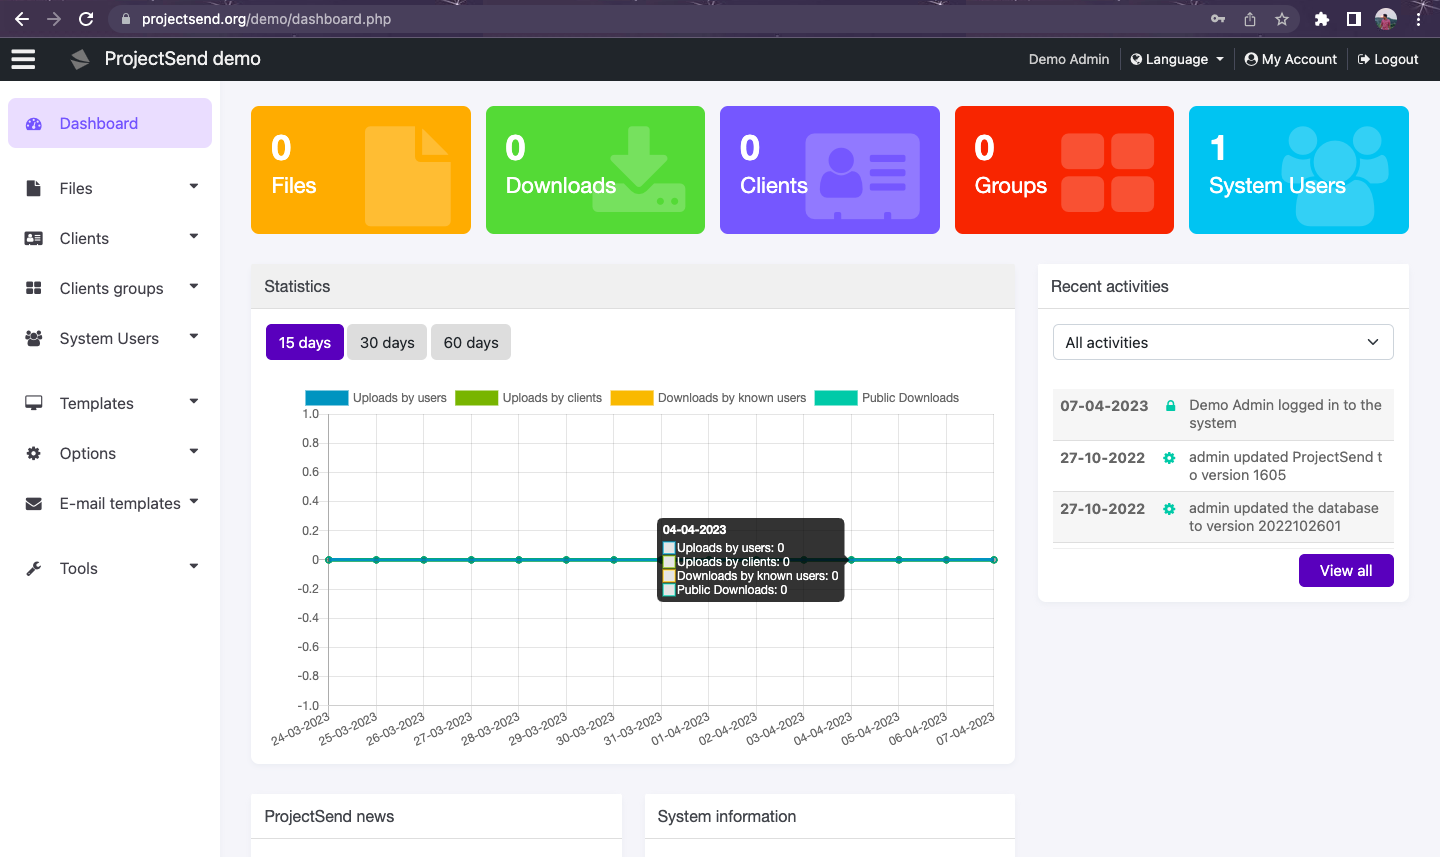 projectsend.org/demo/dashboard.php
ProjectSend demo
Demo Admin
Language
My Account
Logout
Dashboard
Files
Clients
Clients groups
System Users
Templates
Options
E-mail templates
Tools
0
Files
0
Downloads
0
Clients
0
Groups
1
System Users
Statistics
15 days
30 days
60 days
Uploads by users
Uploads by clients
Downloads by known users
Public Downloads
1.0
0.8
0.6
0.4
0.2
0
-0.2
-0.4
-0.6
-0.8
-1.0
04-04-2023
Uploads by users: 0
Uploads by clients: 0
Downloads by known users: 0
Public Downloads: 0
24-03-2023
25-03-2023
26-03-2023
27-03-2023
28-03-2023
29-03-2023
30-03-2023
31-03-2023
01-04-2023
02-04-2023
03-04-2023
04-04-2023
05-04-2023
06-04-2023
07-04-2023
Recent activities
All activities
07-04-2023
Demo Admin logged in to the
system
27-10-2022
admin updated ProjectSend t
o version 1605
27-10-2022
admin updated the database
to version 2022102601
View all
ProjectSend news
System information